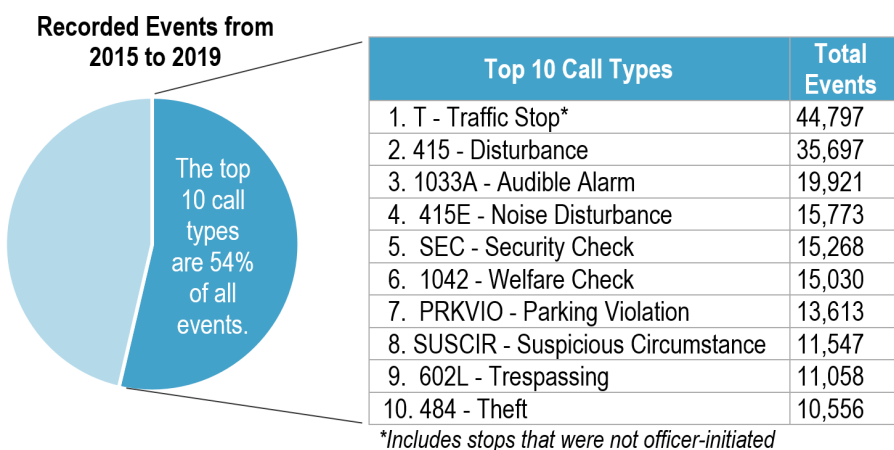 Recorded Events from
2015 to 2019
The top
10 call
types
are 54%
of all
events.
Top 10 Call Types Total Events
1. T - Traffic Stop* 44,797
2. 415 - Disturbance 35,697
3. 1033A - Audible Alarm 19,921
4. 415E - Noise Disturbance 15,773
5. SEC - Security Check 15,268
6. 1042 - Welfare Check 15,030
7. PRKVIO - Parking Violation 13,613
8. SUSCIR - Suspicious Circumstance 11,547
9. 602L - Trespassing 11,058
10. 484 - Theft 10,556
*Includes stops that were not officer-initiated